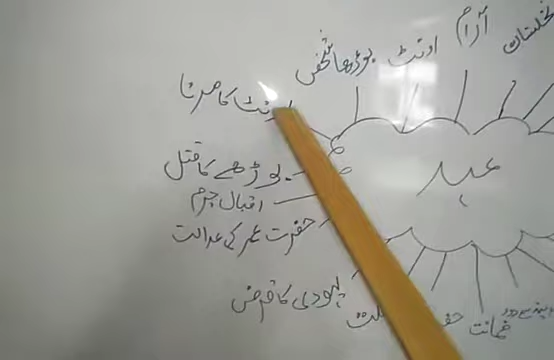 نخلستان
آرام
اونٹ
بوڑھا شخص
اونٹ کا مرنا
بوڑھے کا قتل
اقبال جرم
حضرت عمر کی عدالت
یہودی کا قرض
ضمانت